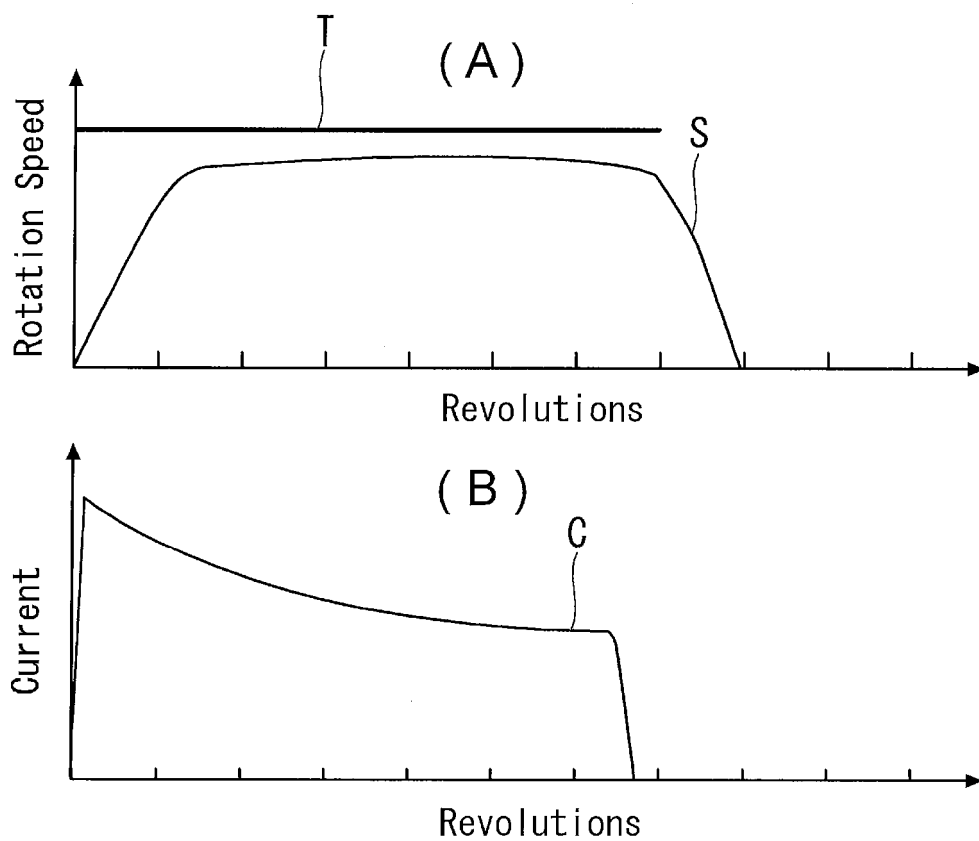 T
(A)
S
Rotation Speed
Revolutions
(B)
C
Current
Revolutions